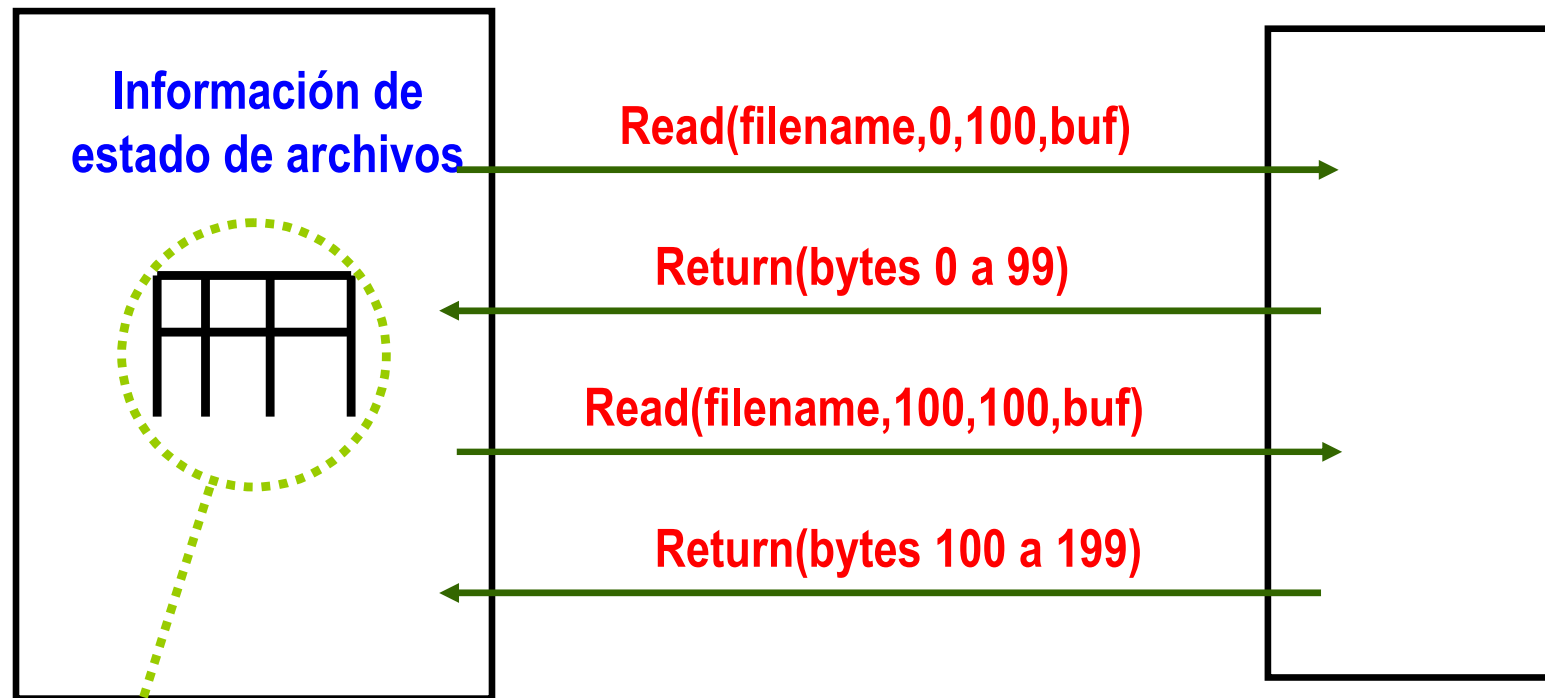 Información de
estado de archivos
Read(filename,0,100,buf)
Return(bytes 0 a 99)
Read(filename,100,100,buf)
Return(bytes 100 a 199)